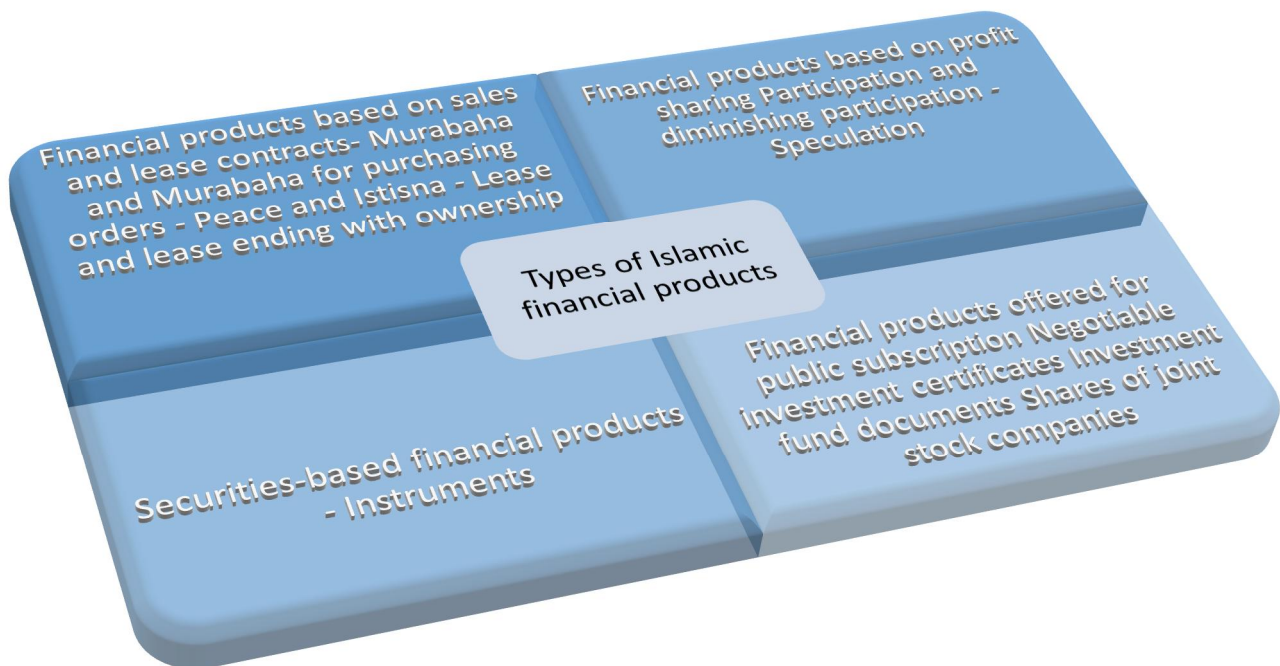 Financial products based on sales
and lease contracts- Murabaha
and Murabaha for purchasing
orders - Peace and Istisna - Lease
and lease ending with ownership
Financial products based on profit
sharing Participation and
diminishing participation -
Speculation
Types of Islamic
financial products
Securities-based financial products
- Instruments
Financial products offered for
public subscription Negotiable
investment certificates Investment
fund documents Shares of joint
stock companies